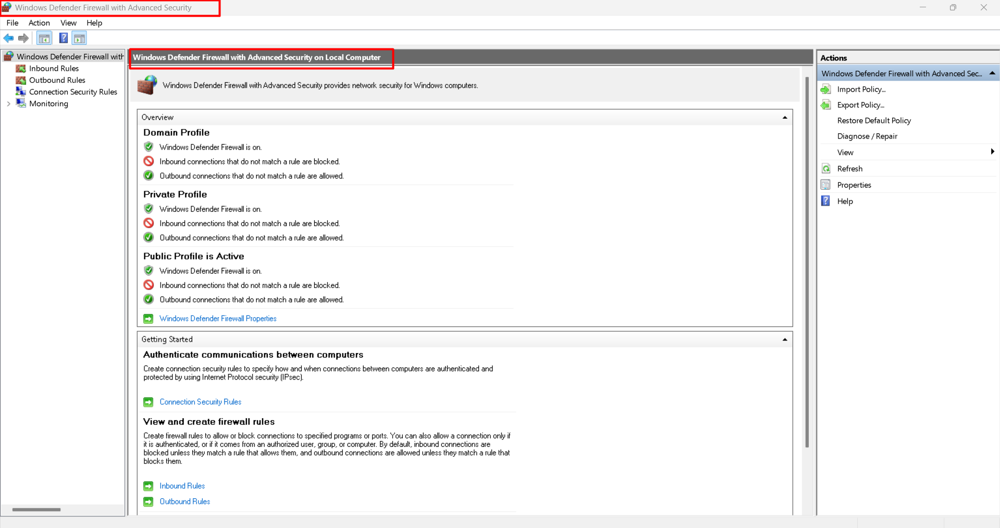 Windows Defender Firewall with Advanced Security
File Action View Help
Windows Defender Firewall with
Inbound Rules
Outbound Rules
Connection Security Rules
Monitoring
Windows Defender Firewall with Advanced Security on Local Computer
Windows Defender Firewall with Advanced Security provides network security for Windows computers.
Overview
Domain Profile
Windows Defender Firewall is on.
Inbound connections that do not match a rule are blocked.
Outbound connections that do not match a rule are allowed.
Private Profile
Windows Defender Firewall is on.
Inbound connections that do not match a rule are blocked.
Outbound connections that do not match a rule are allowed.
Public Profile is Active
Windows Defender Firewall is on.
Inbound connections that do not match a rule are blocked.
Outbound connections that do not match a rule are allowed.
Windows Defender Firewall Properties
Getting Started
Authenticate communications between computers
Create connection security rules to specify how and when connections between computers are authenticated and
protected by using Internet Protocol security (IPsec).
Connection Security Rules
View and create firewall rules
Create firewall rules to allow or block connections to specified programs or ports. You can also allow a connection only if
it is authenticated, or if it comes from an authorized user, group, or computer. By default, inbound connections are
blocked unless they match a rule that allows them, and outbound connections are allowed unless they match a rule that
blocks them.
Inbound Rules
Outbound Rules
Actions
Windows Defender Firewall with Advanced Sec...
Import Policy...
Export Policy...
Restore Default Policy
Diagnose / Repair
View
Refresh
Properties
Help